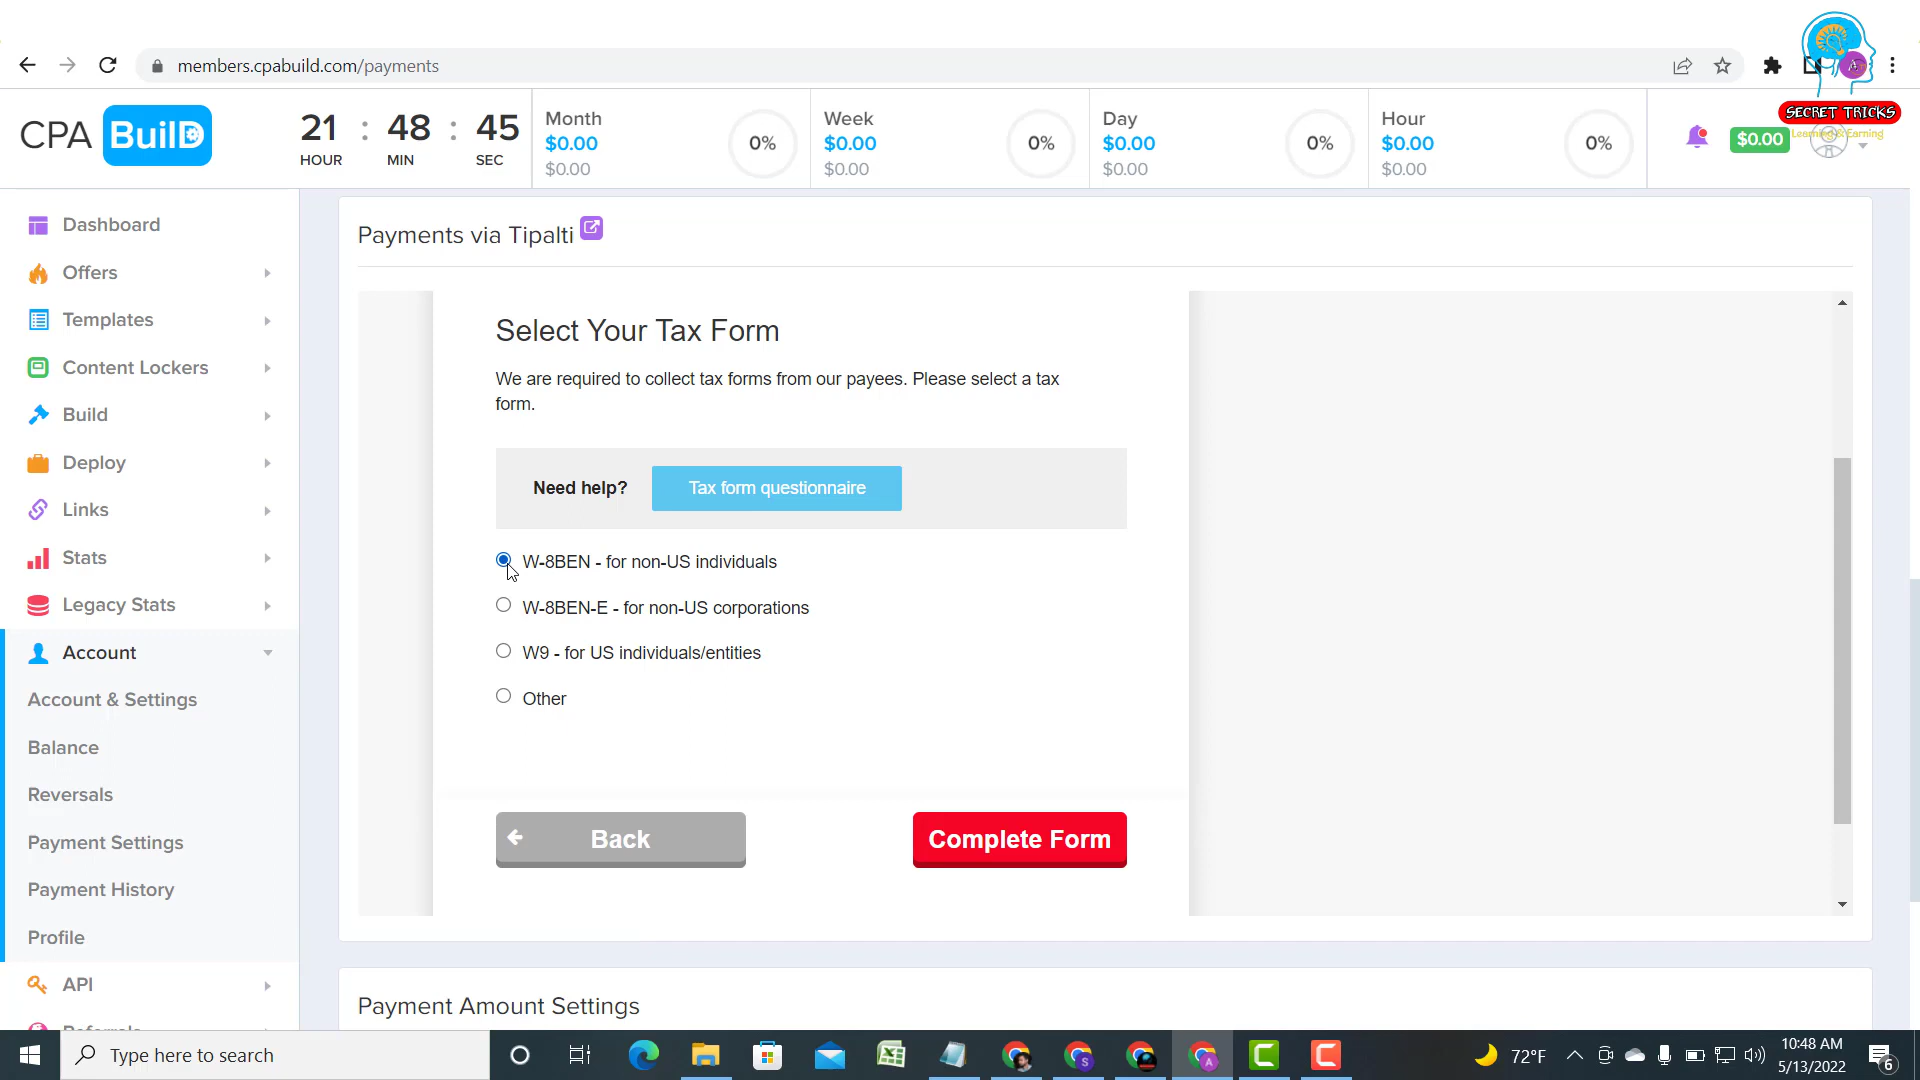 members.cpabuild.com/payments
SECRET TRICKS
Learning & Earning
CPA BuilD
21 : 48 : 45
HOUR MIN SEC
Month
$0.00
$0.00
0%
Week
$0.00
$0.00
0%
Day
$0.00
$0.00
0%
Hour
$0.00
$0.00
0%
$0.00
Dashboard
Offers
Templates
Content Lockers
Build
Deploy
Links
Stats
Legacy Stats
Account
Account & Settings
Balance
Reversals
Payment Settings
Payment History
Profile
API
Referrals
Payments via Tipalti
Select Your Tax Form
We are required to collect tax forms from our payees. Please select a tax
form.
Need help? Tax form questionnaire
W-8BEN - for non-US individuals
W-8BEN-E - for non-US corporations
W9 - for US individuals/entities
Other
Back
Complete Form
Payment Amount Settings
Type here to search
72°F
10:48 AM
5/13/2022
6